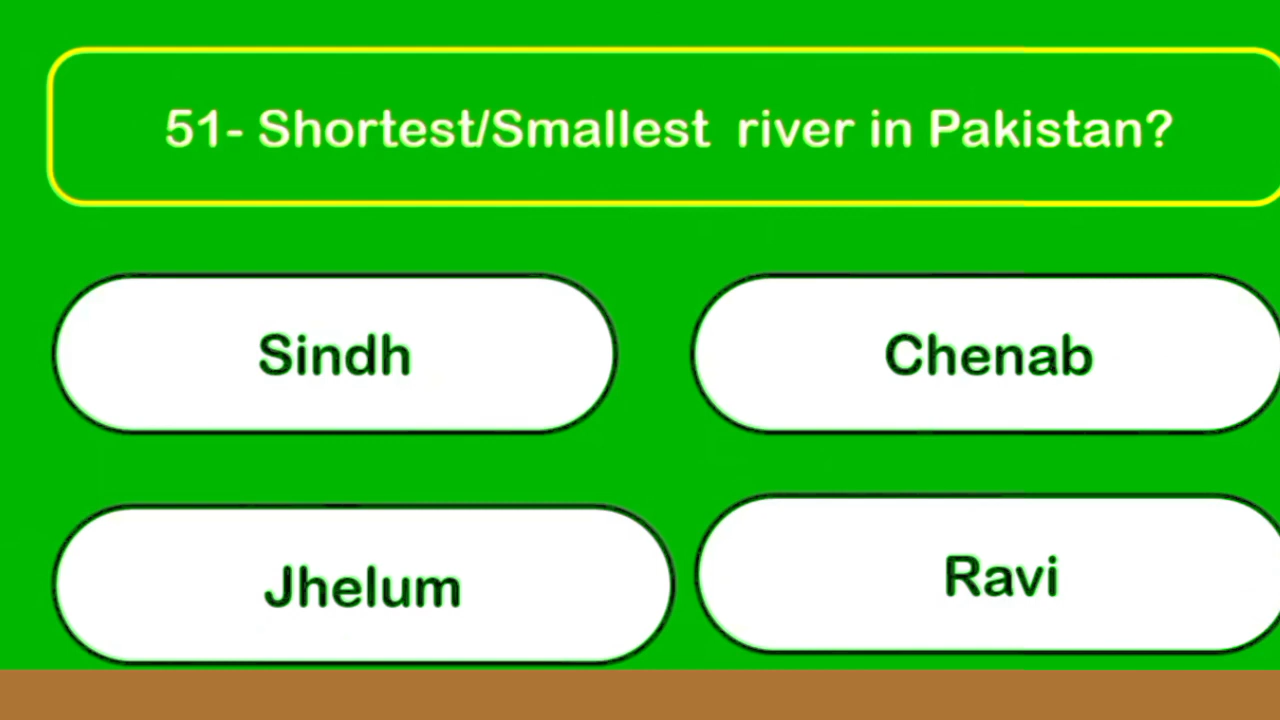 51- Shortest/Smallest river in Pakistan?
Sindh
Chenab
Jhelum
Ravi